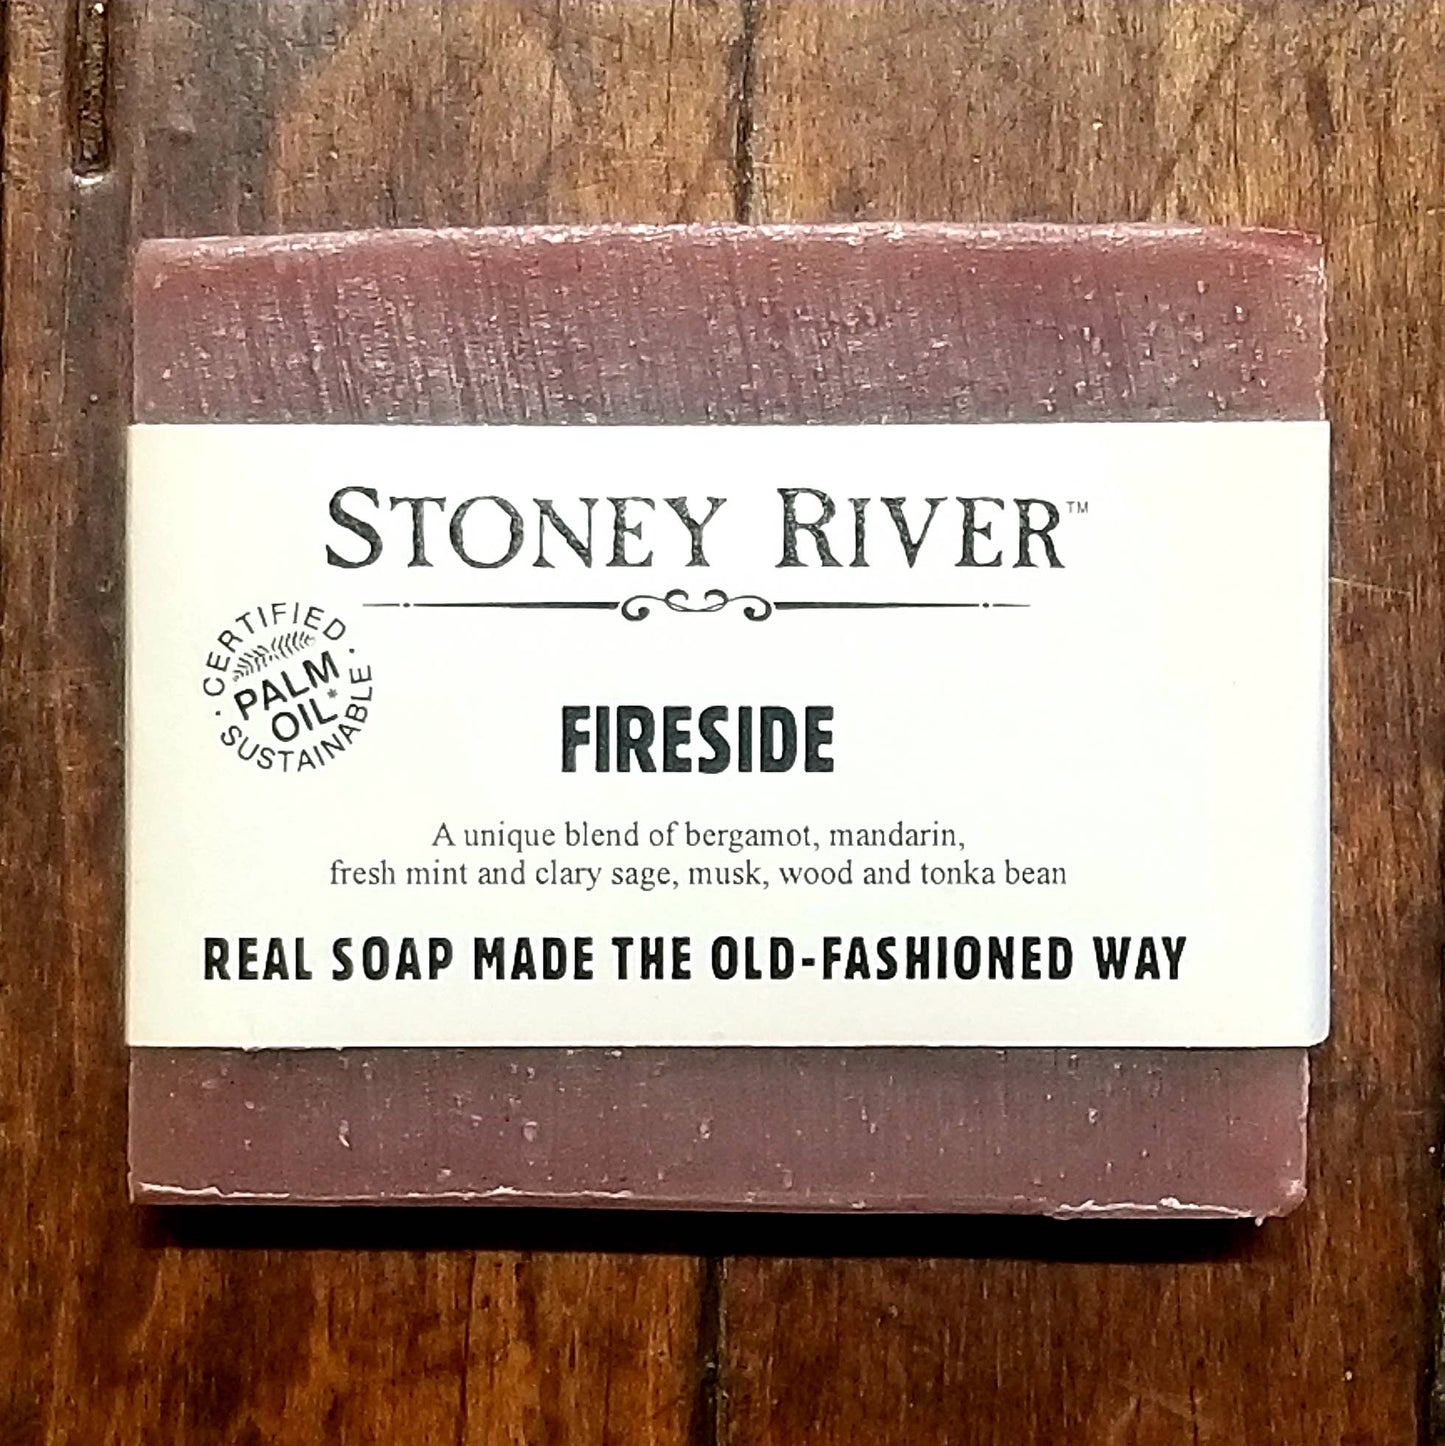 STONEY RIVER™
CERTIFIED
PALM
OIL*
SUSTAINABLE
FIRESIDE
A unique blend of bergamot, mandarin,
fresh mint and clary sage, musk, wood and tonka bean
REAL SOAP MADE THE OLD-FASHIONED WAY